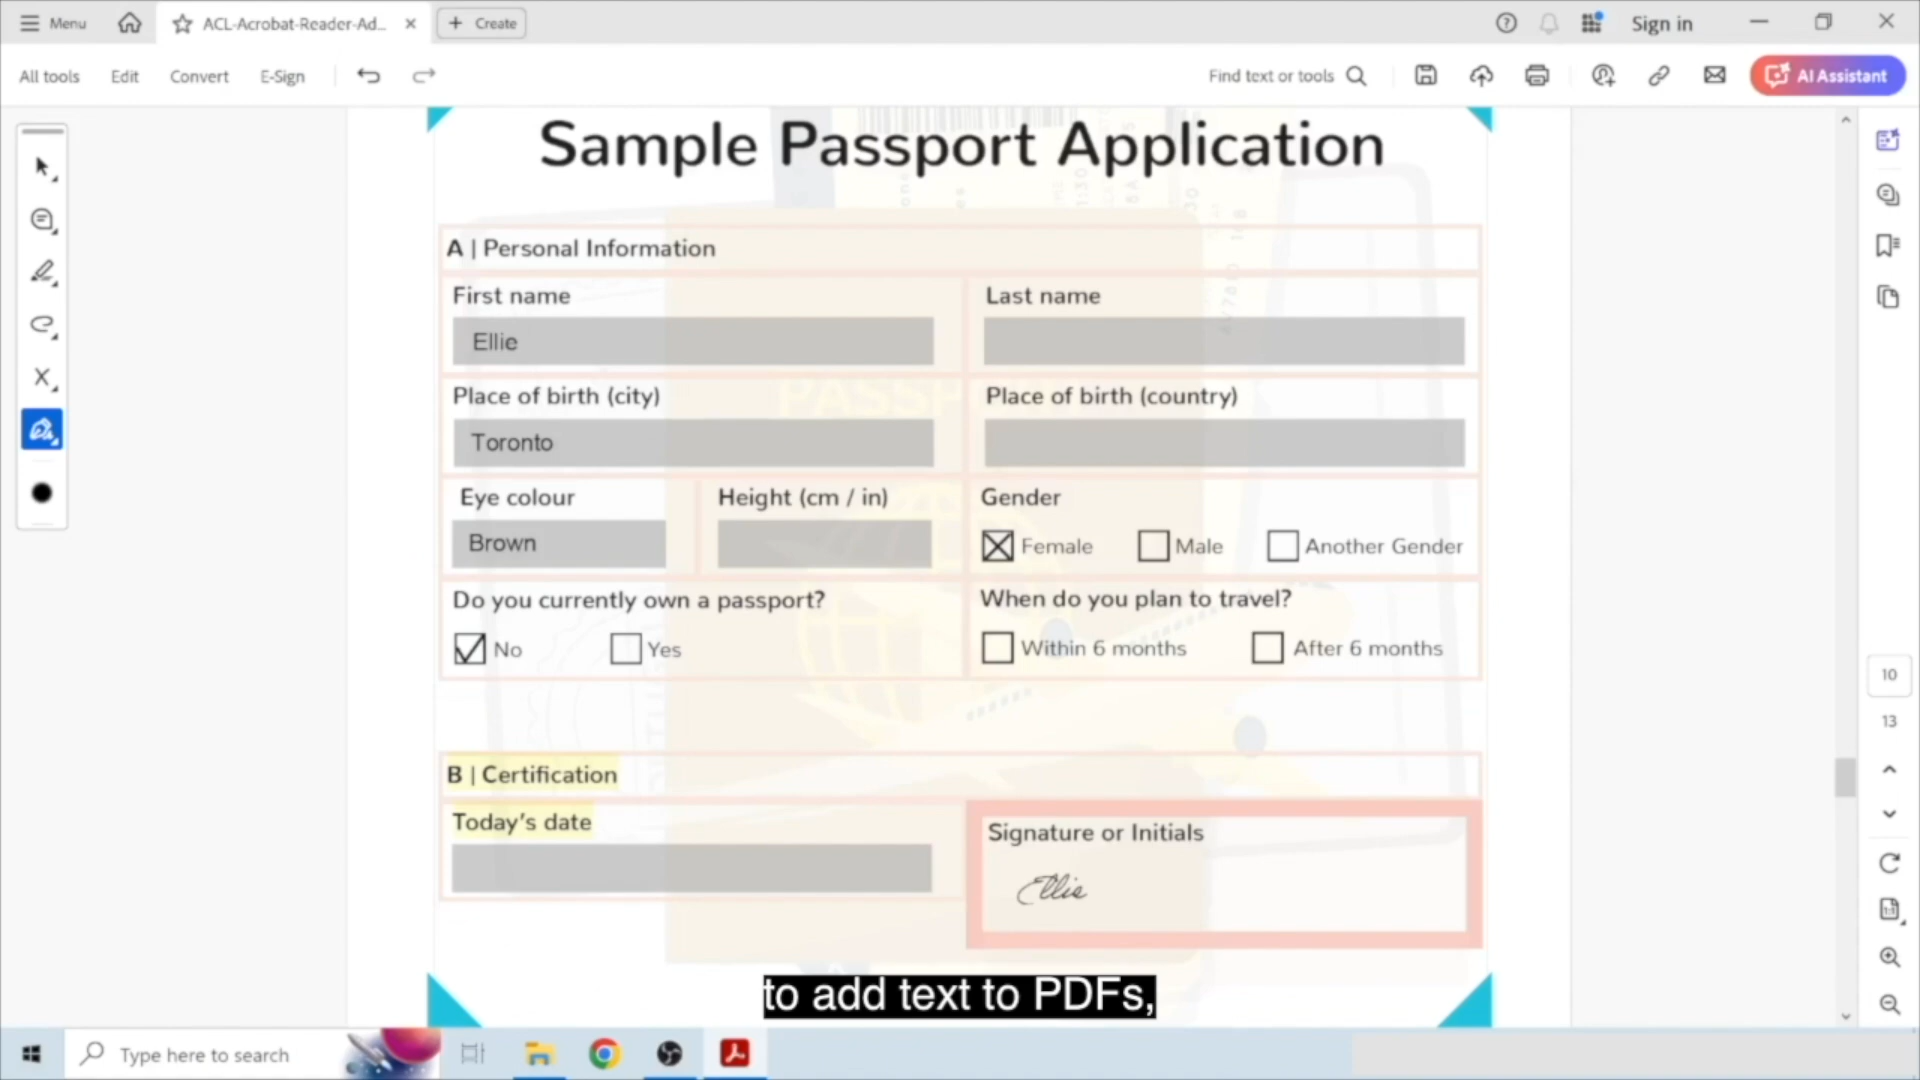 Menu
ACL-Acrobat-Reader-Ad...
Create
Sign in
All tools
Edit
Convert
E-Sign
Find text or tools
AI Assistant
Sample Passport Application
A | Personal Information
First name
Last name
Ellie
Place of birth (city)
Place of birth (country)
Toronto
Eye colour
Height (cm / in)
Gender
Brown
Female
Male
Another Gender
Do you currently own a passport?
When do you plan to travel?
No
Yes
Within 6 months
After 6 months
10
13
B | Certification
Today's date
Signature or Initials
Ellie
to add text to PDFs,
Type here to search